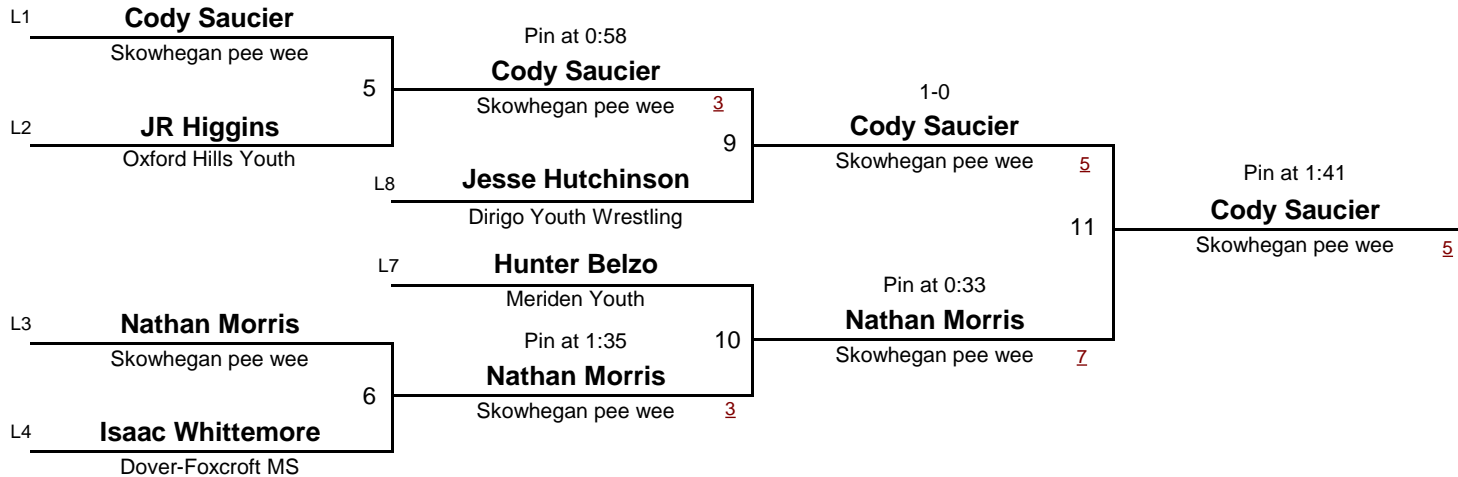 L1
Cody Saucier
Skowhegan pee wee
5
L2
JR Higgins
Oxford Hills Youth
Pin at 0:58
Cody Saucier
Skowhegan pee wee 3
9
L8
Jesse Hutchinson
Dirigo Youth Wrestling
1-0
Cody Saucier
Skowhegan pee wee 5
11
Pin at 1:41
Cody Saucier
Skowhegan pee wee 5
L7
Hunter Belzo
Meriden Youth
10
Pin at 0:33
Nathan Morris
Skowhegan pee wee 7
L3
Nathan Morris
Skowhegan pee wee
6
Pin at 1:35
Nathan Morris
Skowhegan pee wee 3
L4
Isaac Whittemore
Dover-Foxcroft MS